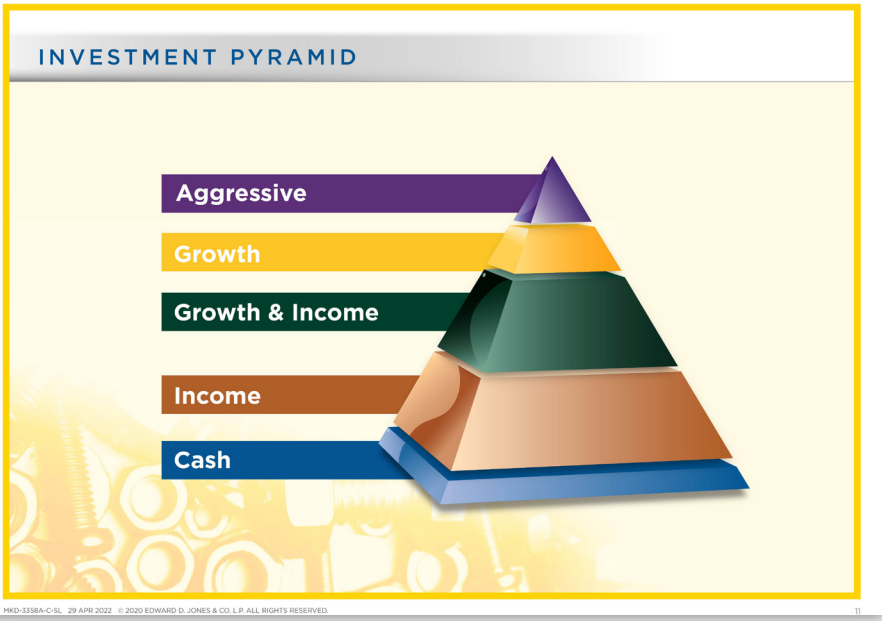 INVESTMENT PYRAMID
Aggressive
Growth
Growth & Income
Income
Cash
MKD-3358A-C-SL 29 APR 2022 © 2020 EDWARD D. JONES & CO. L.P. ALL RIGHTS RESERVED.
11